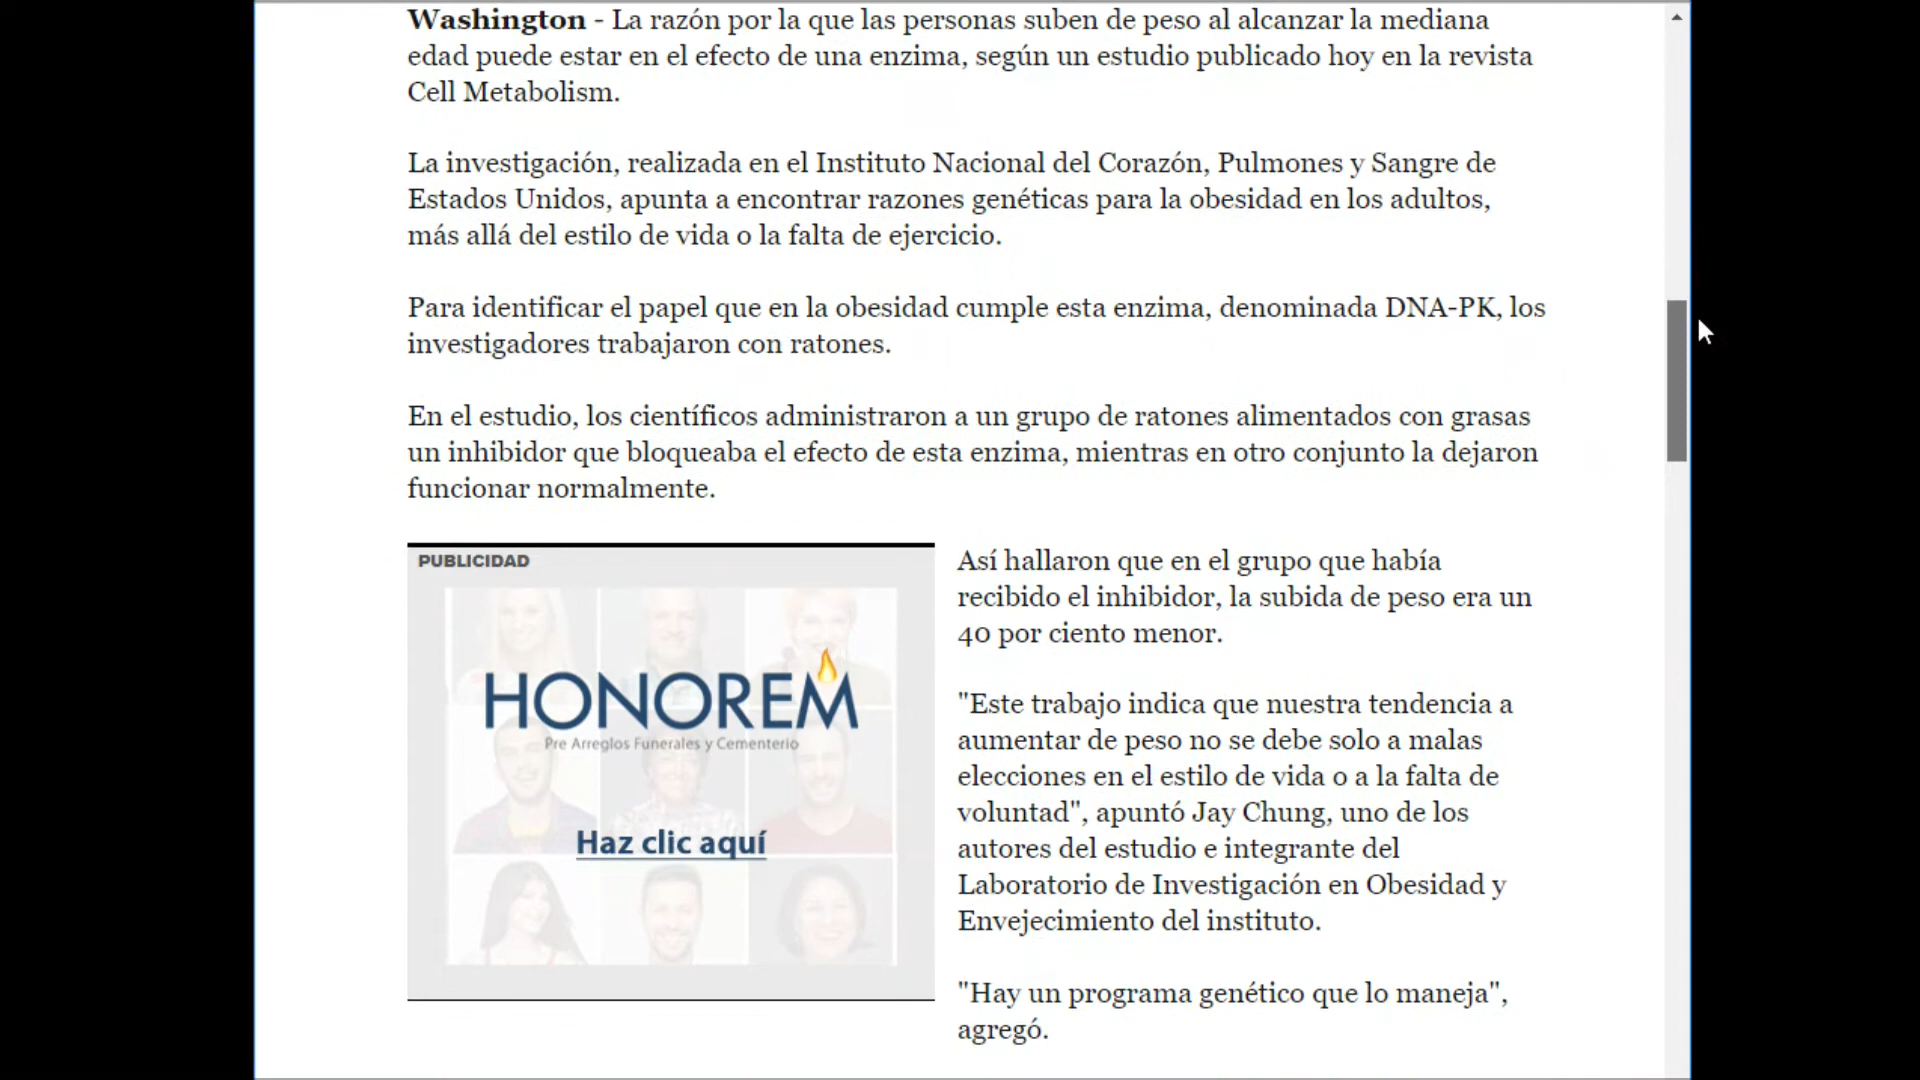 Washington - La razón por la que las personas suben de peso al alcanzar la mediana
edad puede estar en el efecto de una enzima, según un estudio publicado hoy en la revista
Cell Metabolism.
La investigación, realizada en el Instituto Nacional del Corazón, Pulmones y Sangre de
Estados Unidos, apunta a encontrar razones genéticas para la obesidad en los adultos,
más allá del estilo de vida o la falta de ejercicio.
Para identificar el papel que en la obesidad cumple esta enzima, denominada DNA-PK, los
investigadores trabajaron con ratones.
En el estudio, los científicos administraron a un grupo de ratones alimentados con grasas
un inhibidor que bloqueaba el efecto de esta enzima, mientras en otro conjunto la dejaron
funcionar normalmente.
PUBLICIDAD
HONOREM
Pre Arreglos Funerales y Cementerio
Haz clic aquí
Así hallaron que en el grupo que había
recibido el inhibidor, la subida de peso era un
40 por ciento menor.
"Este trabajo indica que nuestra tendencia a
aumentar de peso no se debe solo a malas
elecciones en el estilo de vida o a la falta de
voluntad", apuntó Jay Chung, uno de los
autores del estudio e integrante del
Laboratorio de Investigación en Obesidad y
Envejecimiento del instituto.
"Hay un programa genético que lo maneja",
agregó.